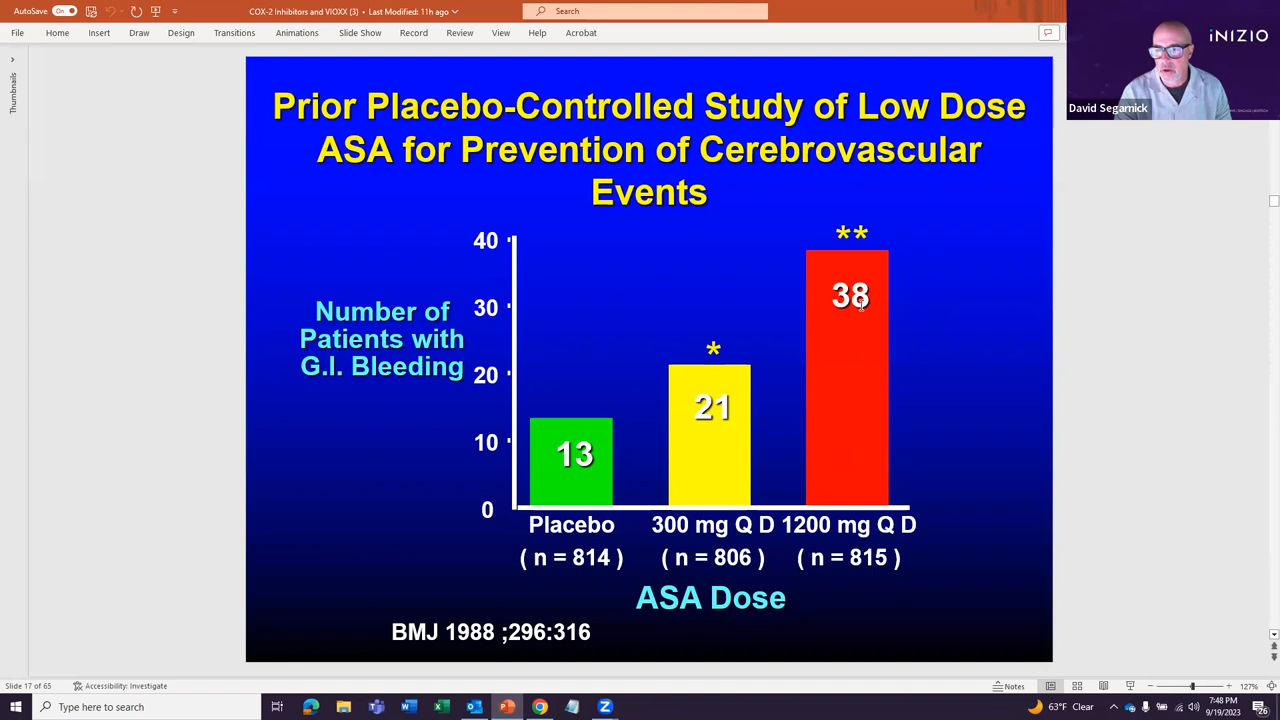 AutoSave On
COX-2 Inhibitors and VIOXX (3) • Last Modified: 11h ago
Search
File Home Insert Draw Design Transitions Animations Slide Show Record Review View Help Acrobat
iNIZIO
David Segarnick
Thumbnails
Prior Placebo-Controlled Study of Low Dose
ASA for Prevention of Cerebrovascular
Events
Number of
Patients with
G.I. Bleeding
40
30
20
10
0
13
*
21
**
38
Placebo 300 mg Q D 1200 mg Q D
( n = 814 ) ( n = 806 ) ( n = 815 )
ASA Dose
BMJ 1988 ;296:316
Slide 17 of 65 Accessibility: Investigate Notes 127%
Type here to search
63°F Clear
7:48 PM
9/19/2023
26